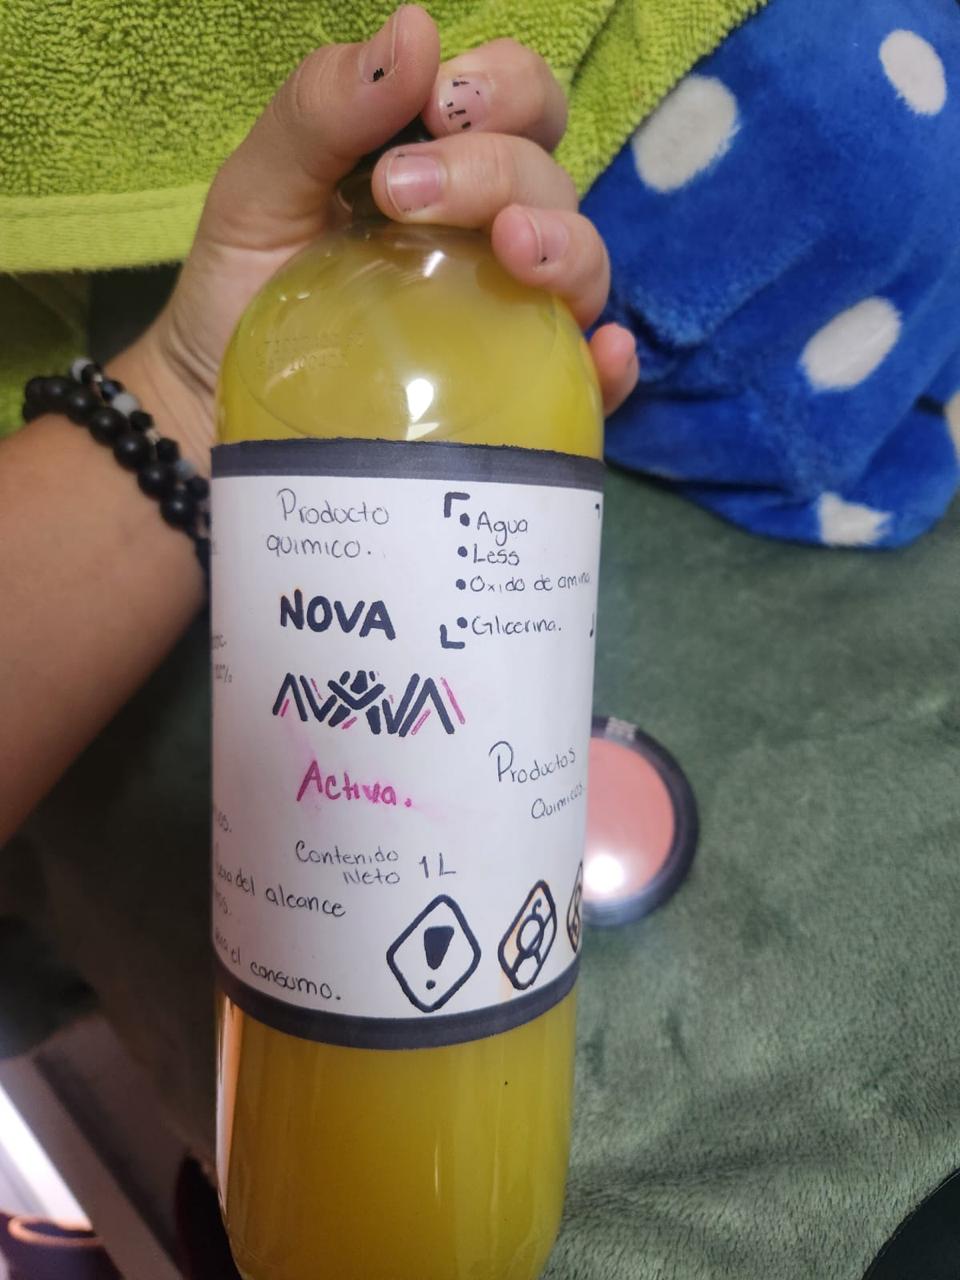 Producto
quimico.
NOVA
Activa.
Contenido
Neto 1L
• Agua
• Less
• Oxido de amina
• Glicerina.
Productos
Quimicos.
100%
del alcance
el consumo.